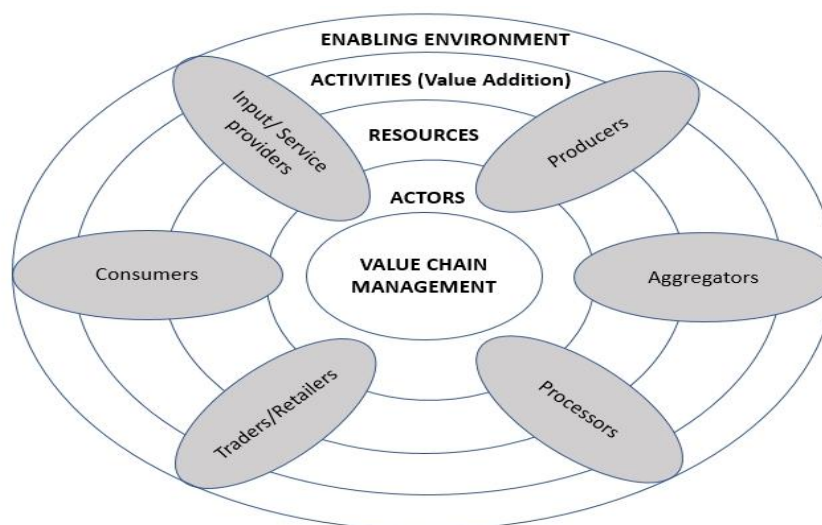 ENABLING ENVIRONMENT
ACTIVITIES (Value Addition)
Input/ Service
providers
Producers
RESOURCES
ACTORS
Consumers
VALUE CHAIN
MANAGEMENT
Aggregators
Traders/Retailers
Processors